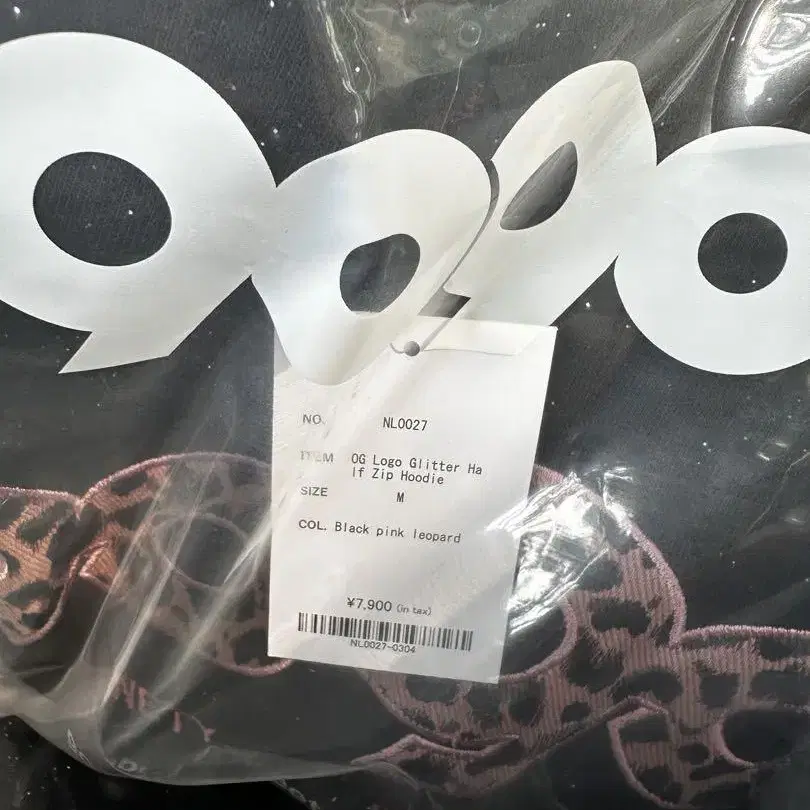 9090
NO. NL0027
ITEM OG Logo Glitter Ha
lf Zip Hoodie
SIZE M
COL. Black pink leopard
¥7,900 (in tax)
NL0027-0304